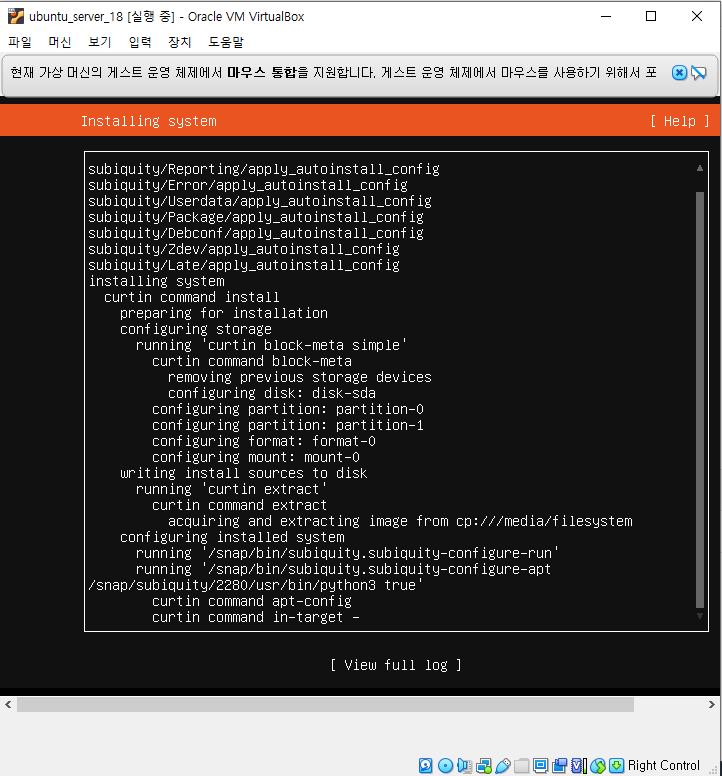 ubuntu_server_18 [실행 중] - Oracle VM VirtualBox
파일 머신 보기 입력 장치 도움말
현재 가상 머신의 게스트 운영 체제에서 마우스 통합을 지원합니다. 게스트 운영 체제에서 마우스를 사용하기 위해서 포
Installing system [ Help ]
subiquity/Reporting/apply_autoinstall_config
subiquity/Error/apply_autoinstall_config
subiquity/Userdata/apply_autoinstall_config
subiquity/Package/apply_autoinstall_config
subiquity/Debconf/apply_autoinstall_config
subiquity/Zdev/apply_autoinstall_config
subiquity/Late/apply_autoinstall_config
installing system
curtin command install
preparing for installation
configuring storage
running 'curtin block-meta simple'
curtin command block-meta
removing previous storage devices
configuring disk: disk-sda
configuring partition: partition-0
configuring partition: partition-1
configuring format: format-0
configuring mount: mount-0
writing install sources to disk
running 'curtin extract'
curtin command extract
acquiring and extracting image from cp:///media/filesystem
configuring installed system
running '/snap/bin/subiquity.subiquity-configure-run'
running '/snap/bin/subiquity.subiquity-configure-apt
/snap/subiquity/2280/usr/bin/python3 true'
curtin command apt-config
curtin command in-target -
[ View full log ]
Right Control